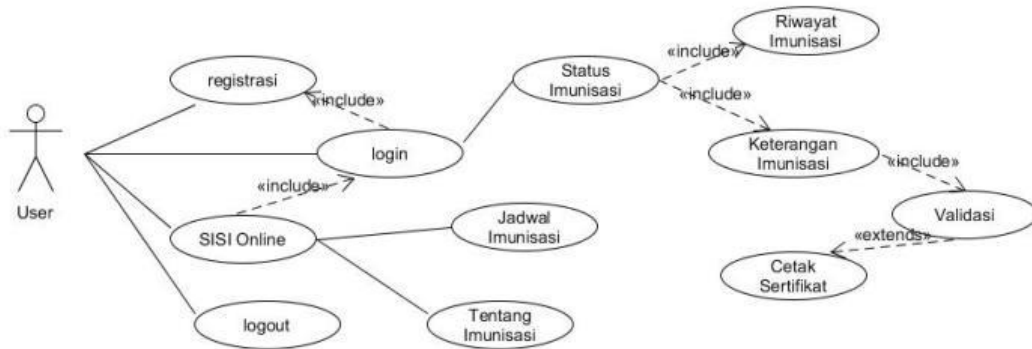 Riwayat
Imunisasi
«include»
Status
Imunisasi
registrasi
«include»
«include»
login
Keterangan
Imunisasi
«include»
«include»
User
SISI Online
Jadwal
Imunisasi
Validasi
«extends»
Cetak
Sertifikat
logout
Tentang
Imunisasi